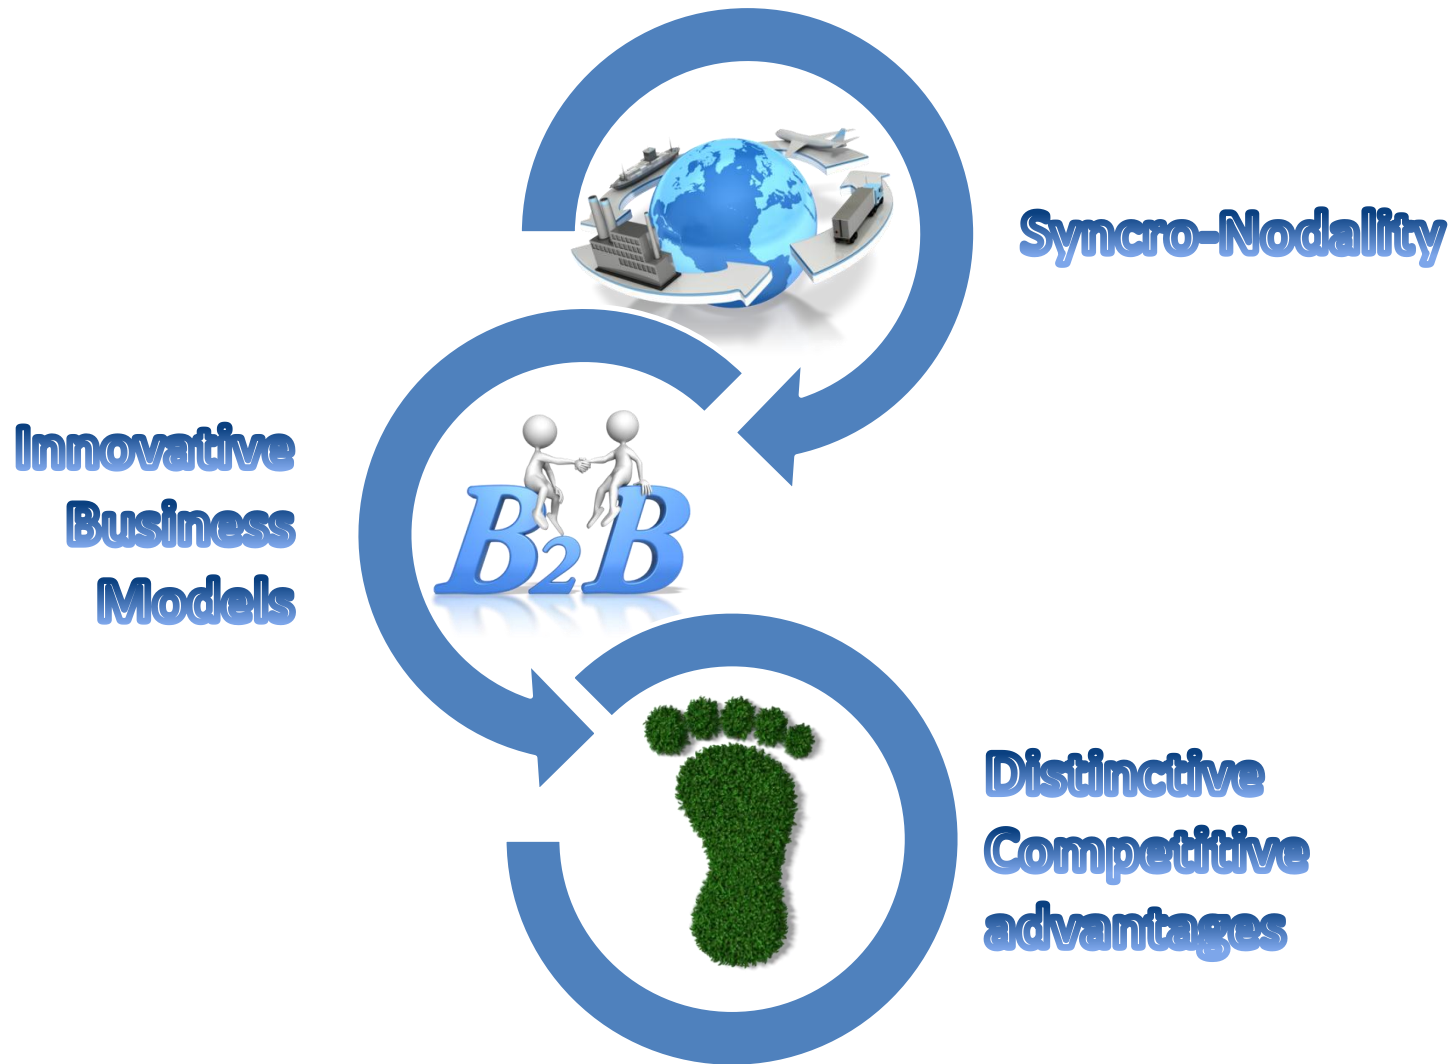 Syncro-Nodality
Innovative
Business
Models
B2B
Distinctive
Competitive
advantages